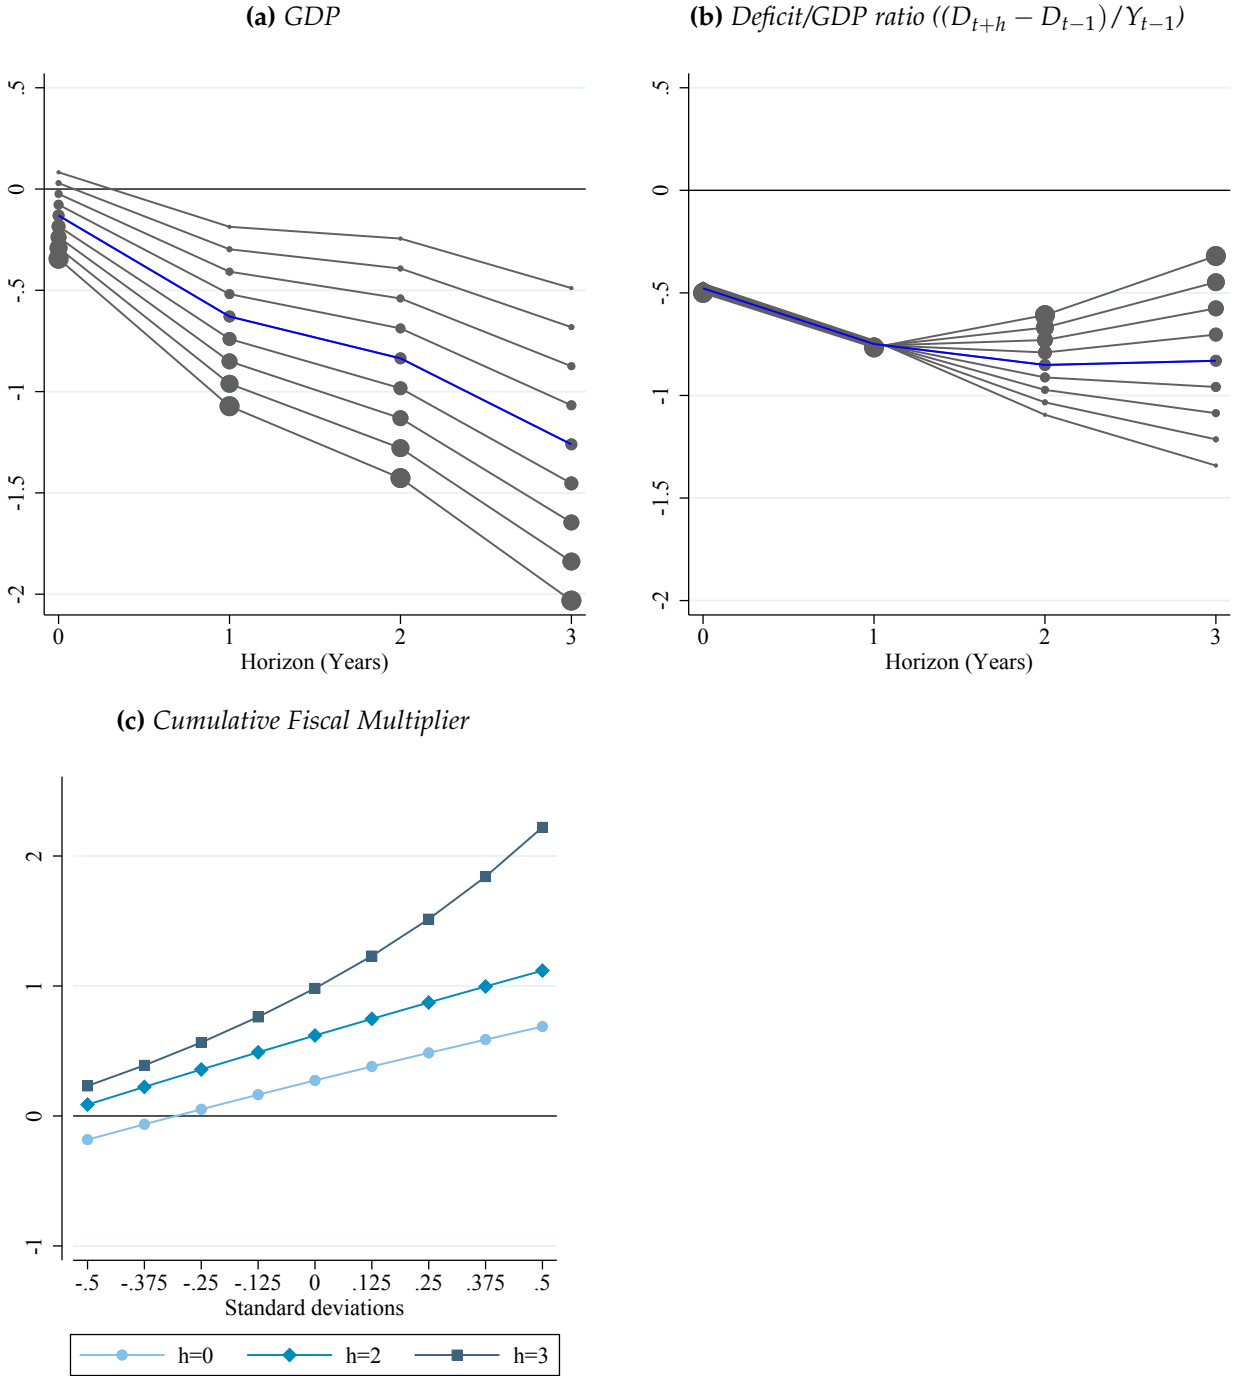 (a) GDP
.5
0
-.5
-1
-1.5
-2
0 1 2 3
Horizon (Years)
(b) Deficit/GDP ratio ((D_{t+h} − D_{t−1})/Y_{t−1})
.5
0
-.5
-1
-1.5
-2
0 1 2 3
Horizon (Years)
(c) Cumulative Fiscal Multiplier
2
1
0
-1
-.5 -.375 -.25 -.125 0 .125 .25 .375 .5
Standard deviations
h=0 h=2 h=3